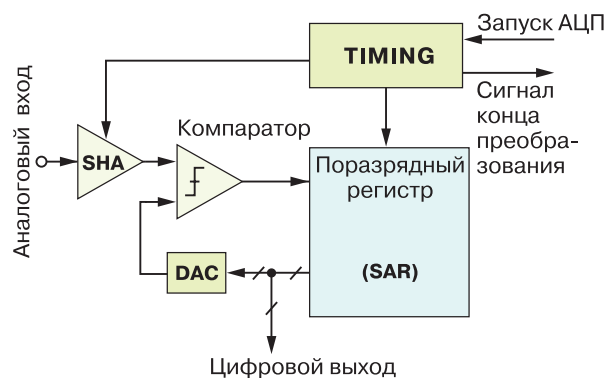 Запуск АЦП
TIMING
Сигнал
конца
преобра-
зования
Аналоговый вход
SHA
Компаратор
Поразрядный
регистр
(SAR)
DAC
Цифровой выход